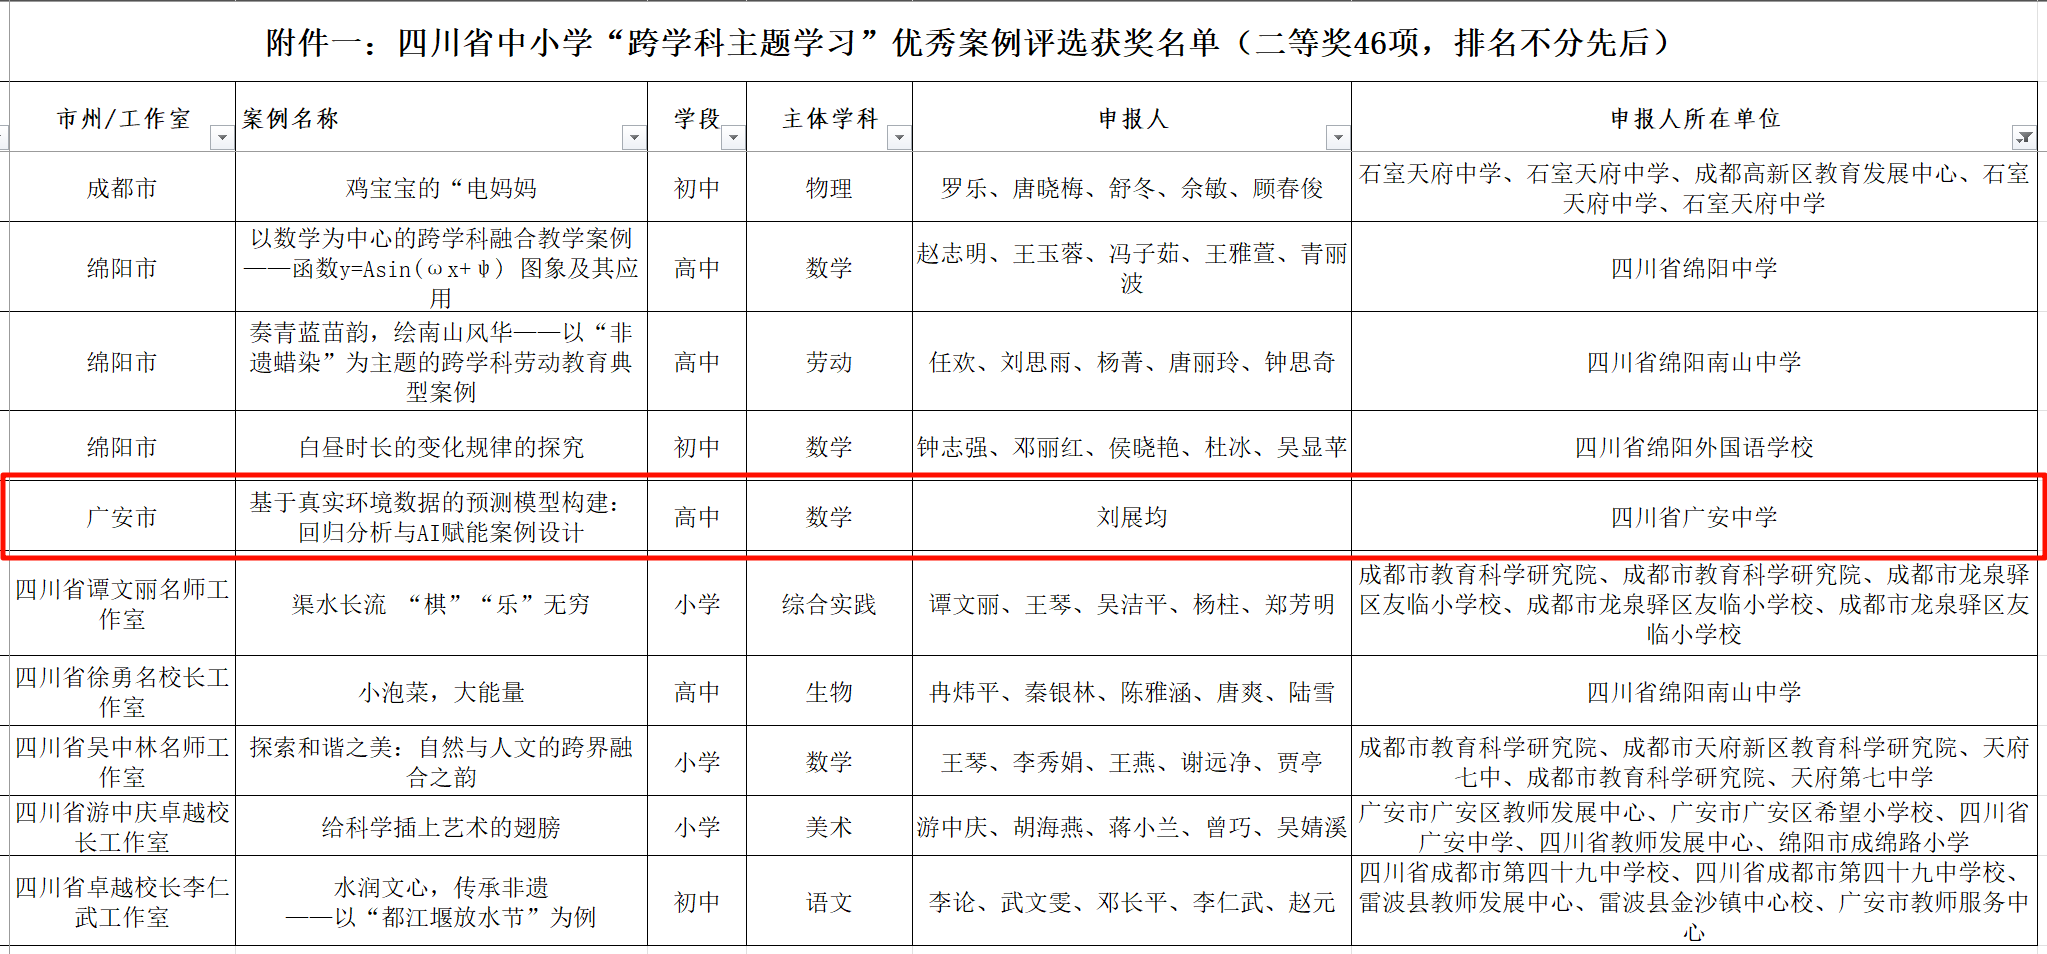 附件一：四川省中小学“跨学科主题学习”优秀案例评选获奖名单（二等奖46项，排名不分先后）
市州/工作室 案例名称 学段 主体学科 申报人 申报人所在单位
成都市 鸡宝宝的“电妈妈 初中 物理 罗乐、唐晓梅、舒冬、佘敏、顾春俊
石室天府中学、石室天府中学、成都高新区教育发展中心、石室
天府中学、石室天府中学
绵阳市
以数学为中心的跨学科融合教学案例
——函数y=Asin(ωx+ψ) 图象及其应
用
高中 数学
赵志明、王玉蓉、冯子茹、王雅萱、青丽
波
四川省绵阳中学
绵阳市
奏青蓝苗韵，绘南山风华——以“非
遗蜡染”为主题的跨学科劳动教育典
型案例
高中 劳动 任欢、刘思雨、杨菁、唐丽玲、钟思奇 四川省绵阳南山中学
绵阳市 白昼时长的变化规律的探究 初中 数学 钟志强、邓丽红、侯晓艳、杜冰、吴显苹 四川省绵阳外国语学校
广安市
基于真实环境数据的预测模型构建：
回归分析与AI赋能案例设计
高中 数学 刘展均 四川省广安中学
四川省谭文丽名师工
作室
渠水长流 “棋”“乐”无穷 小学 综合实践 谭文丽、王琴、吴洁平、杨柱、郑芳明
成都市教育科学研究院、成都市教育科学研究院、成都市龙泉驿
区友临小学校、成都市龙泉驿区友临小学校、成都市龙泉驿区友
临小学校
四川省徐勇名校长工
作室
小泡菜，大能量 高中 生物 冉炜平、秦银林、陈雅涵、唐爽、陆雪 四川省绵阳南山中学
四川省吴中林名师工
作室
探索和谐之美：自然与人文的跨界融
合之韵
小学 数学 王琴、李秀娟、王燕、谢远净、贾亭
成都市教育科学研究院、成都市天府新区教育科学研究院、天府
七中、成都市教育科学研究院、天府第七中学
四川省游中庆卓越校
长工作室
给科学插上艺术的翅膀 小学 美术 游中庆、胡海燕、蒋小兰、曾巧、吴婧溪
广安市广安区教师发展中心、广安市广安区希望小学校、四川省
广安中学、四川省教师发展中心、绵阳市成绵路小学
四川省卓越校长李仁
武工作室
水润文心，传承非遗
——以“都江堰放水节”为例
初中 语文 李论、武文雯、邓长平、李仁武、赵元
四川省成都市第四十九中学校、四川省成都市第四十九中学校、
雷波县教师发展中心、雷波县金沙镇中心校、广安市教师服务中
心